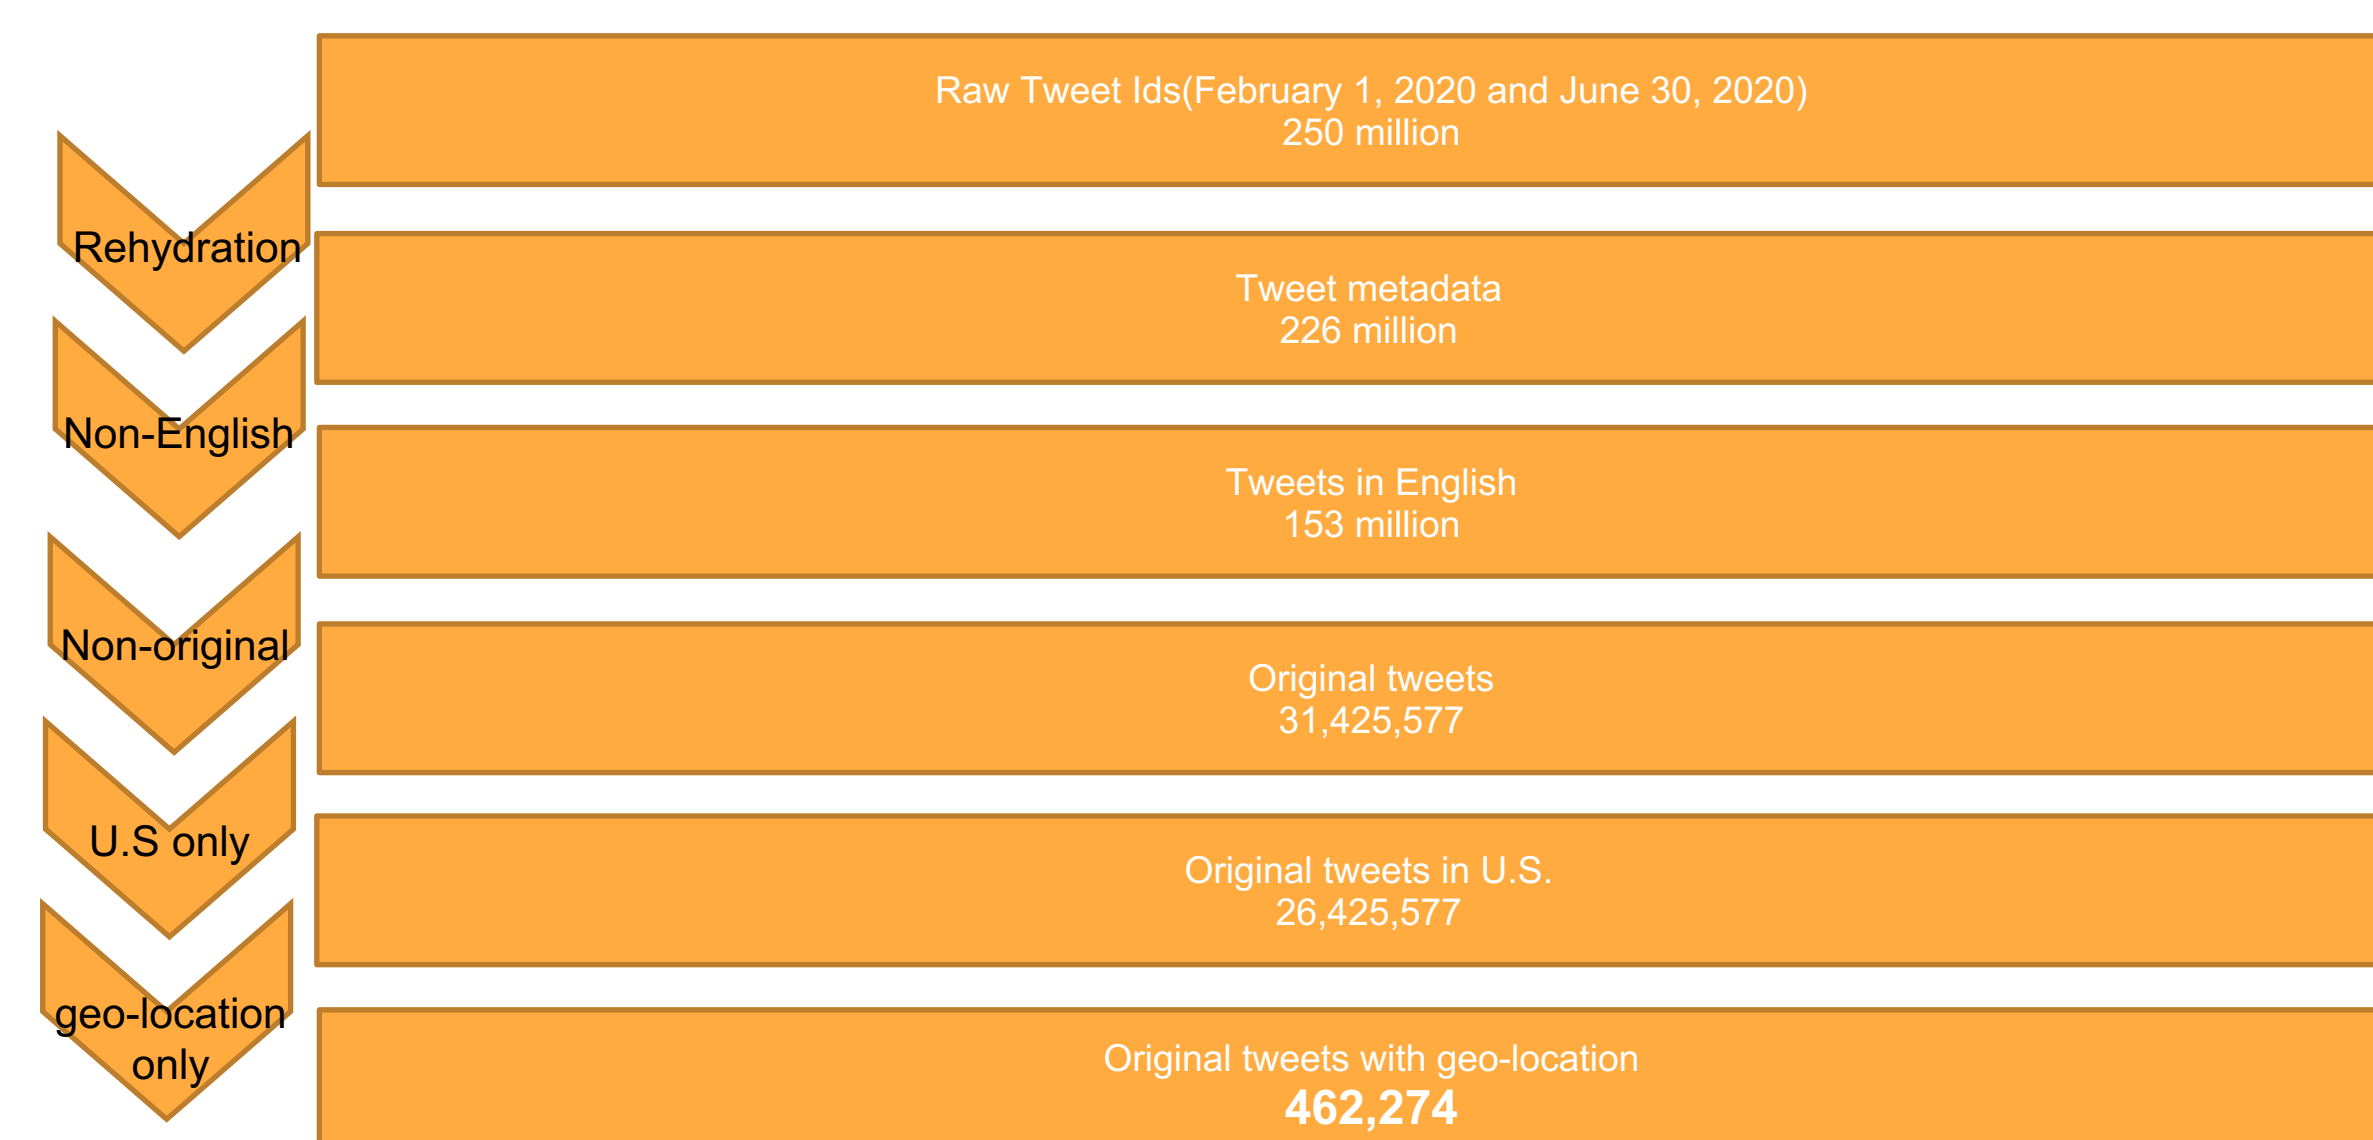 Raw Tweet Ids(February 1, 2020 and June 30, 2020)
250 million
Rehydration
Tweet metadata
226 million
Non-English
Tweets in English
153 million
Non-original
Original tweets
31,425,577
U.S only
Original tweets in U.S.
26,425,577
geo-location
only
Original tweets with geo-location
462,274